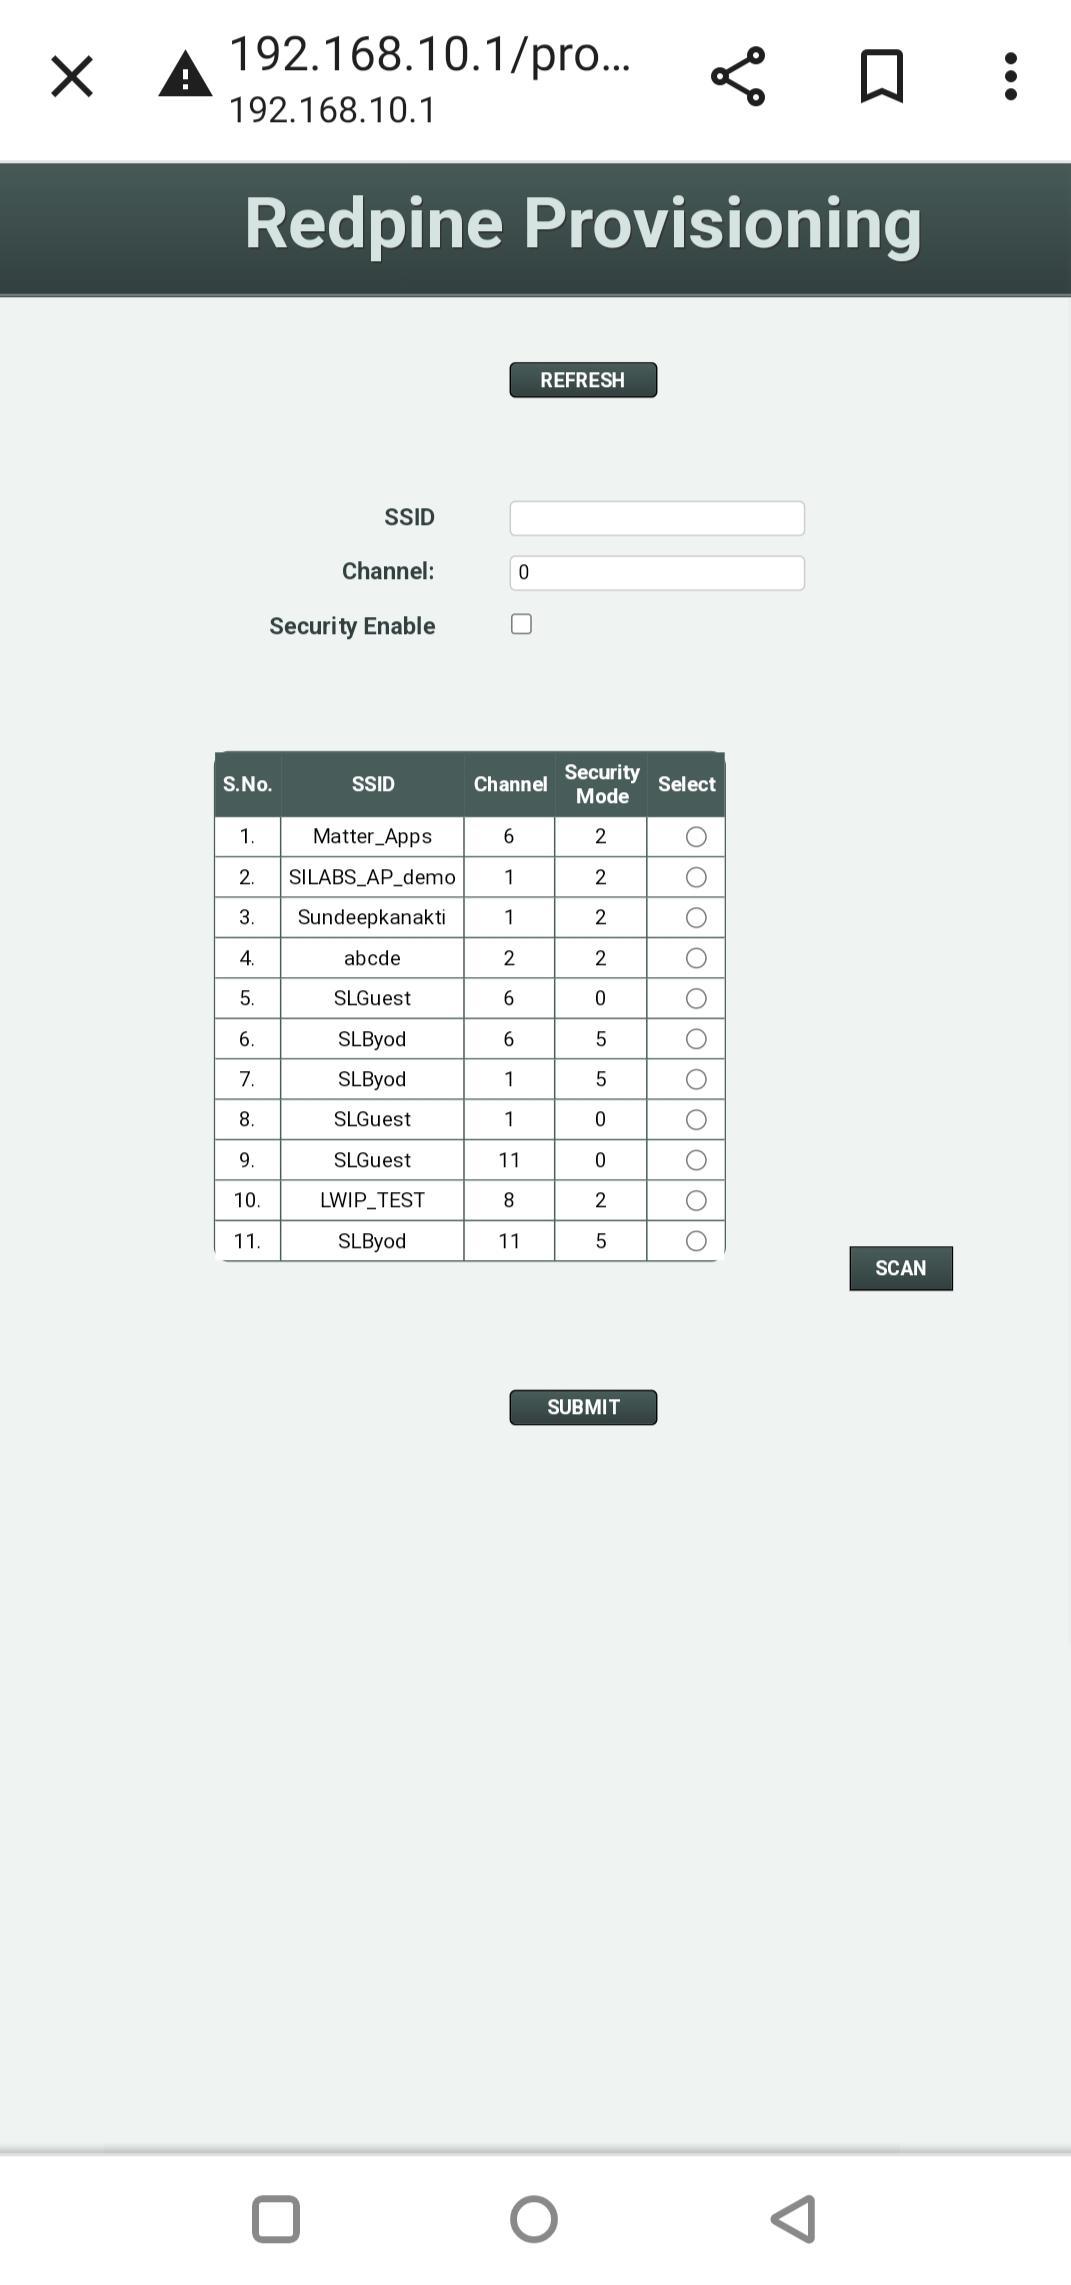 192.168.10.1/pro...
192.168.10.1
Redpine Provisioning
REFRESH
SSID
Channel: 0
Security Enable
S.No. SSID Channel Security Mode Select
1. Matter_Apps 6 2
2. SILABS_AP_demo 1 2
3. Sundeepkanakti 1 2
4. abcde 2 2
5. SLGuest 6 0
6. SLByod 6 5
7. SLByod 1 5
8. SLGuest 1 0
9. SLGuest 11 0
10. LWIP_TEST 8 2
11. SLByod 11 5
SCAN
SUBMIT